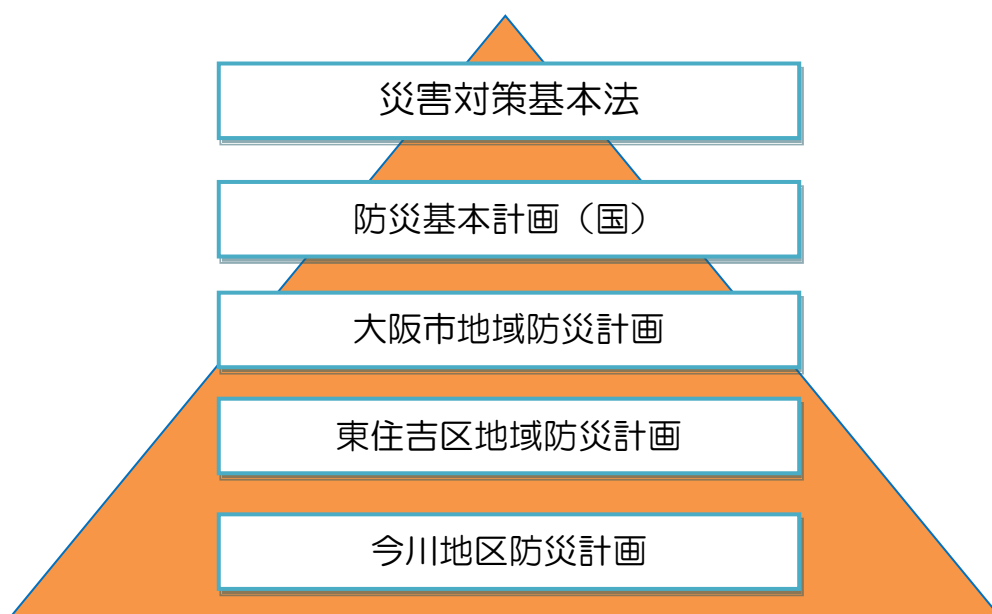 災害対策基本法
防災基本計画（国）
大阪市地域防災計画
東住吉区地域防災計画
今川地区防災計画